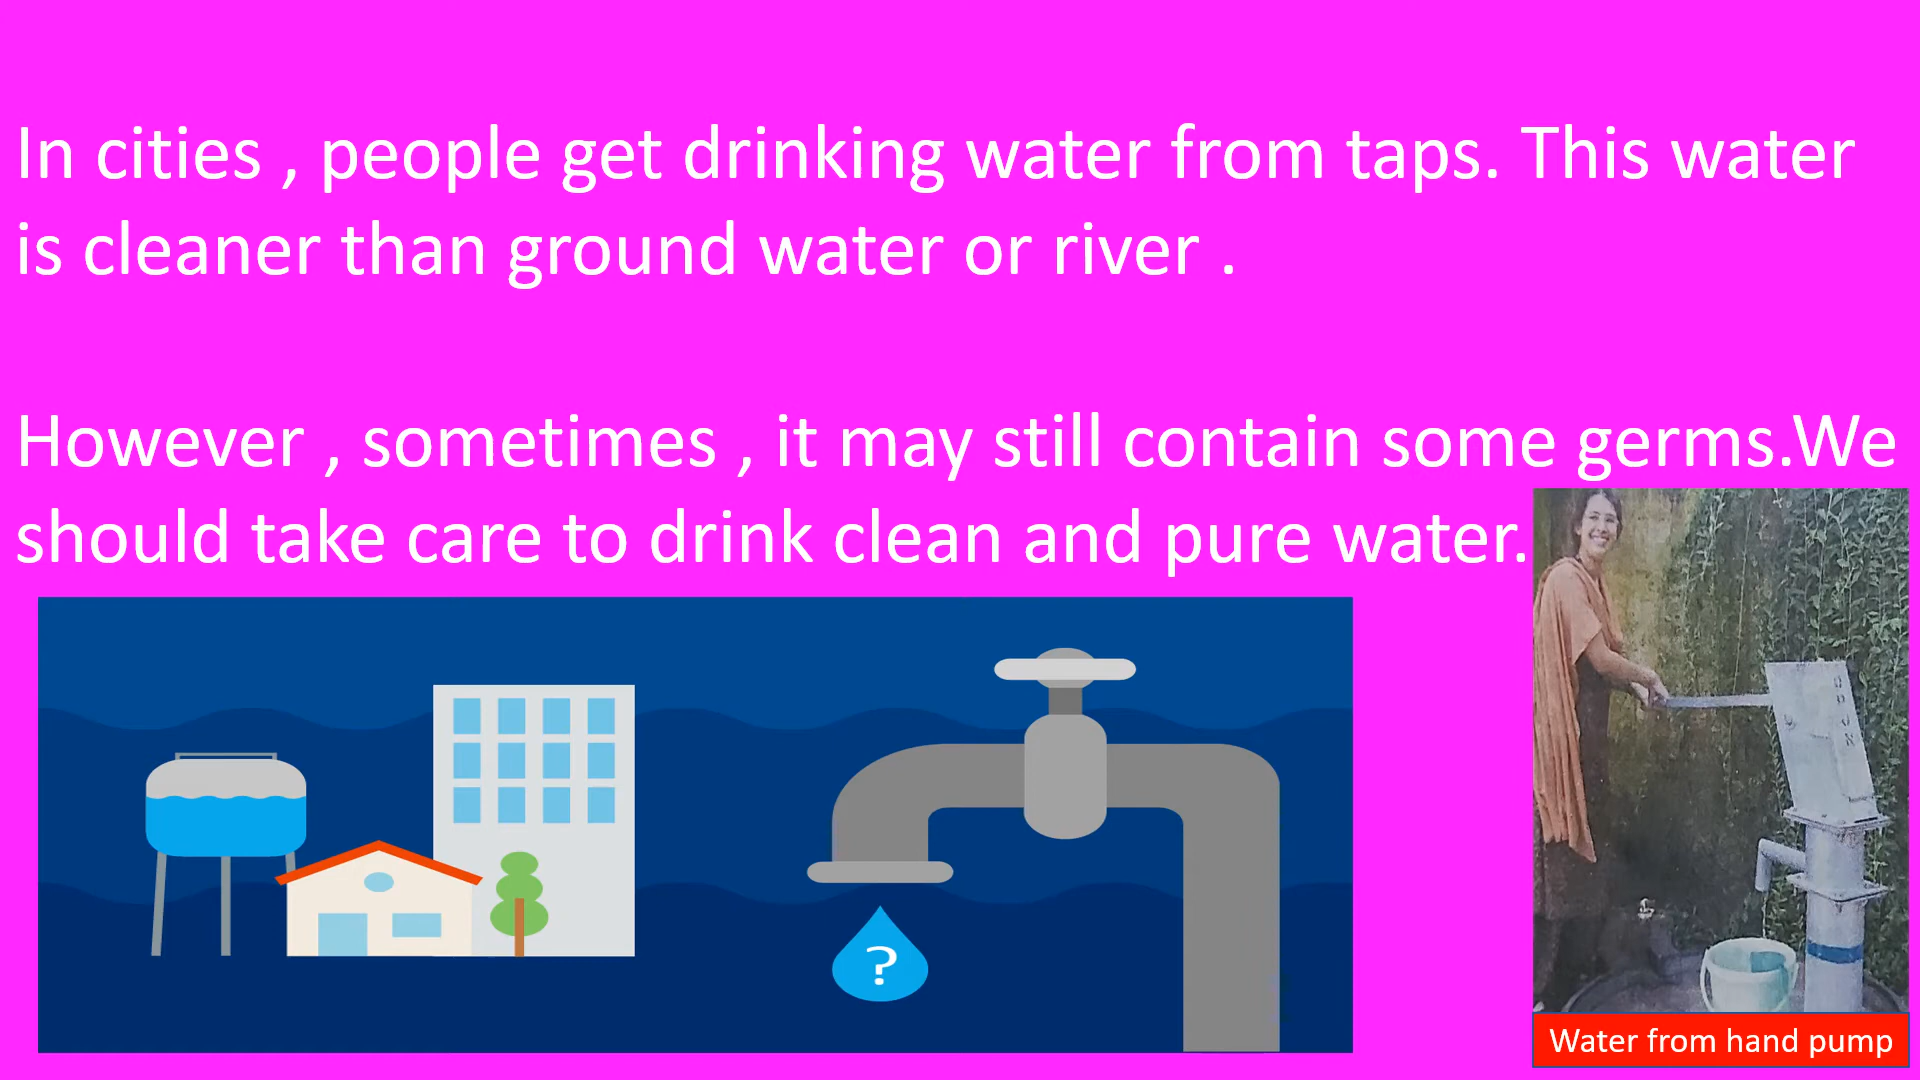 In cities , people get drinking water from taps. This water
is cleaner than ground water or river .
However , sometimes , it may still contain some germs.We
should take care to drink clean and pure water.
?
Water from hand pump